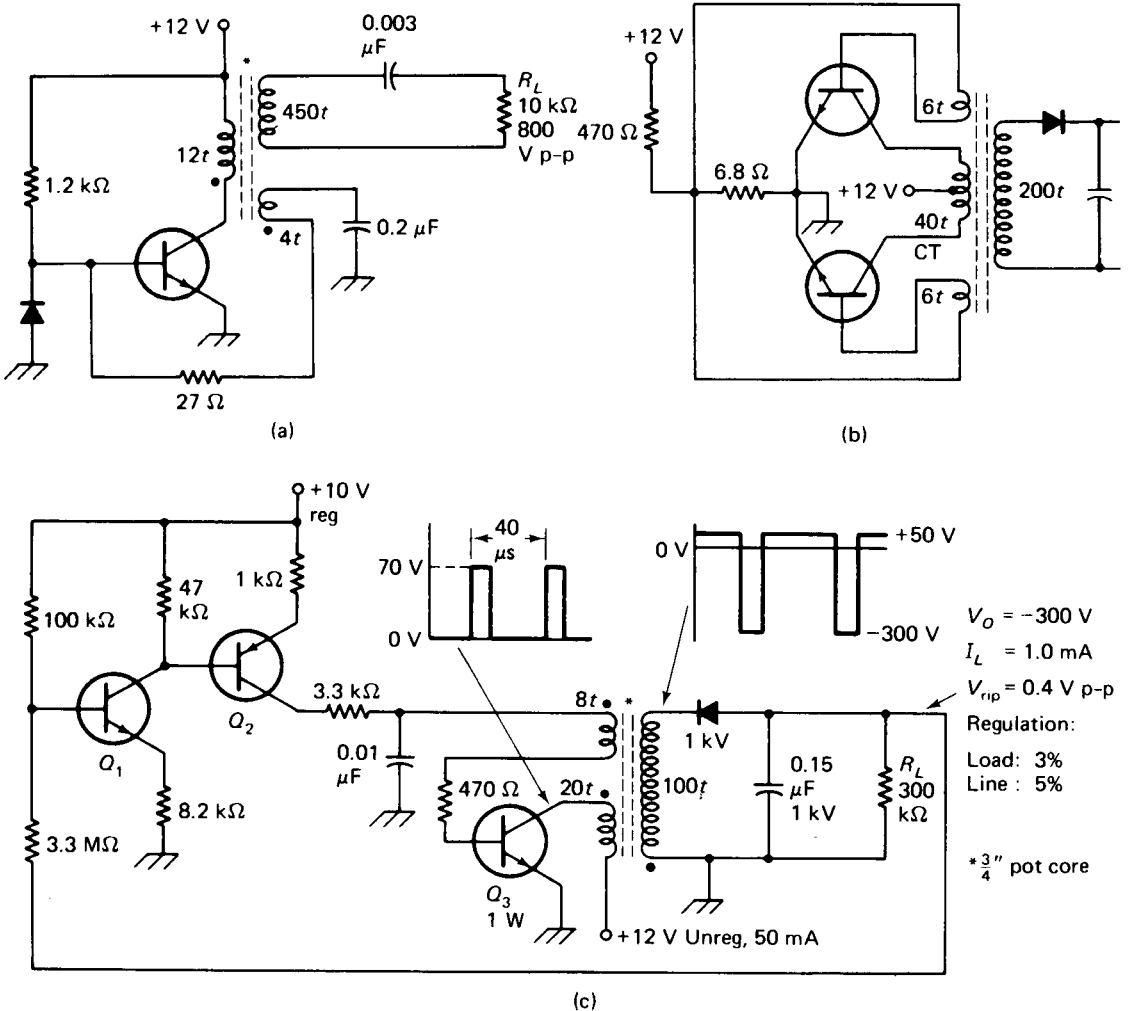 +12 V
0.003
μF
*
450t
R_L
10 kΩ
800
V p-p
12t
1.2 kΩ
4t
0.2 μF
27 Ω
(a)
+12 V
470 Ω
6t
6.8 Ω
+12 V
40t
CT
200t
6t
(b)
+10 V
reg
100 kΩ
47
kΩ
1 kΩ
Q_1
Q_2
8.2 kΩ
3.3 MΩ
3.3 kΩ
0.01
μF
40
μs
70 V
0 V
0 V
+50 V
−300 V
8t
*
470 Ω
20t
100t
Q_3
1 W
+12 V Unreg, 50 mA
1 kV
0.15
μF
1 kV
R_L
300
kΩ
V_O = −300 V
I_L = 1.0 mA
V_rip = 0.4 V p-p
Regulation:
Load: 3%
Line : 5%
*3/4" pot core
(c)